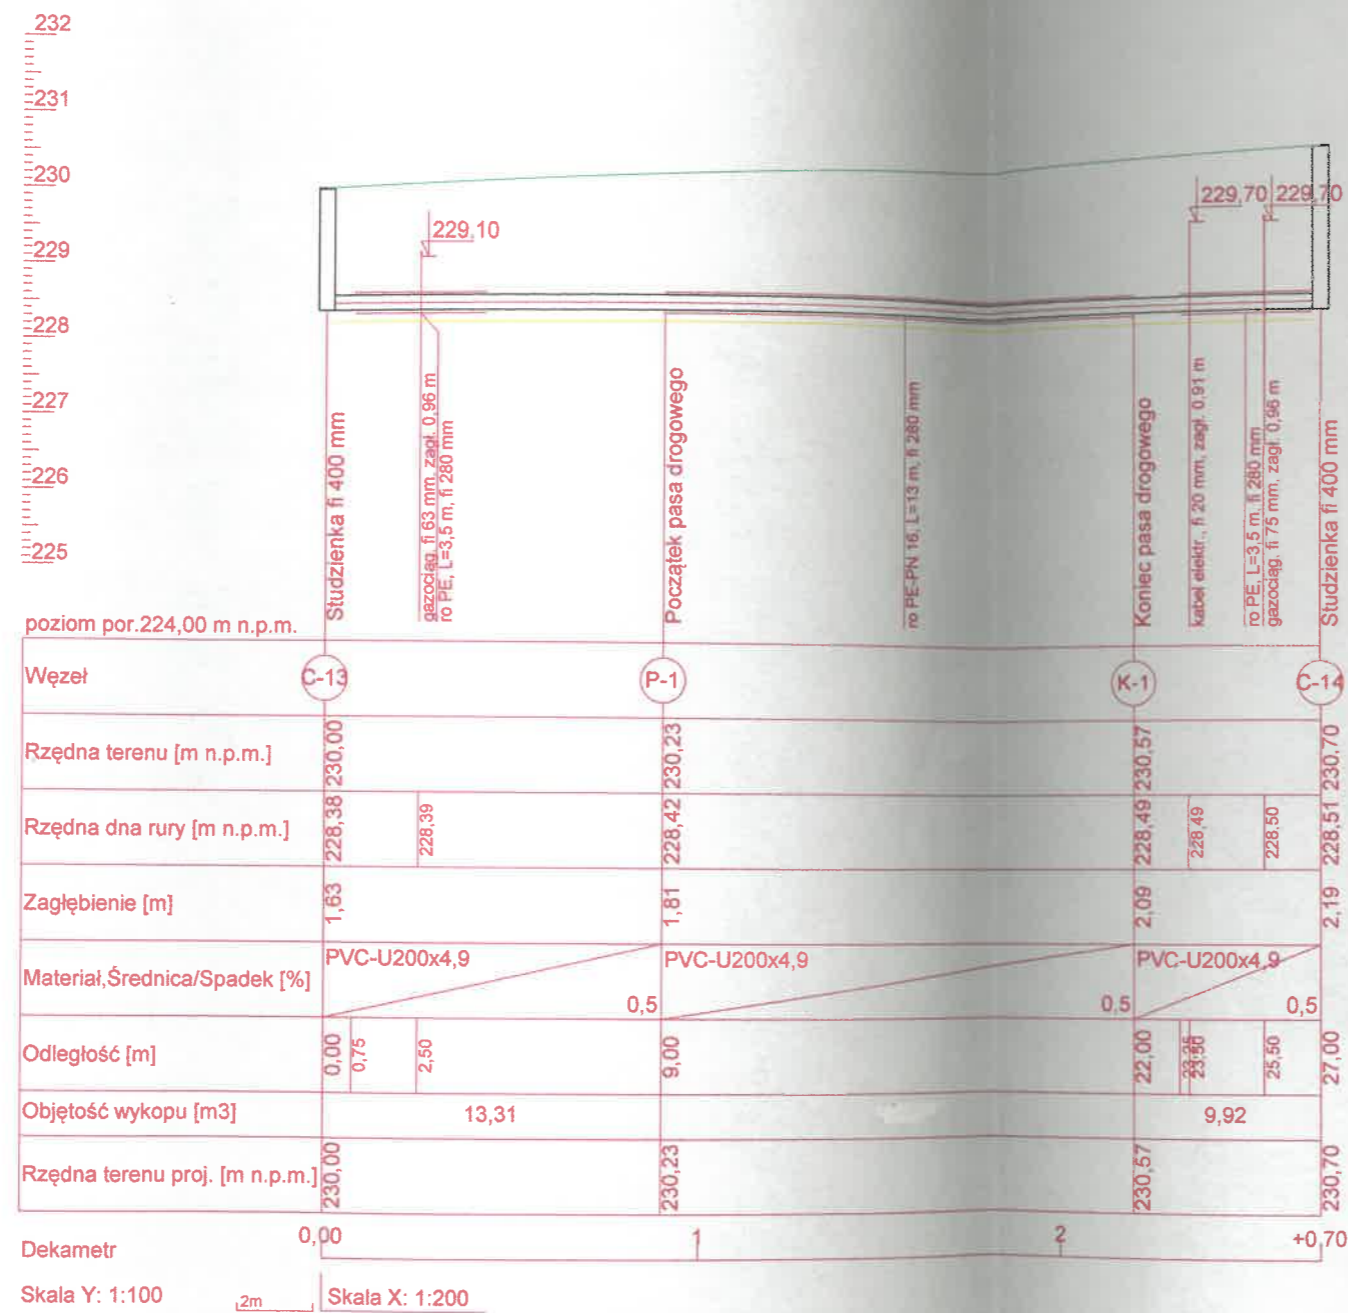 232
231
230
229
228
227
226
225
229,10
229,70
229,70
Studzienka fi 400 mm
gazociąg, fi 63 mm, zagł. 0,96 m
ro PE, L=3,5 m, fi 280 mm
Początek pasa drogowego
ro PE-PN 16, L=13 m, fi 280 mm
Koniec pasa drogowego
kabel elektr., fi 20 mm, zagł. 0,91 m
ro PE, L=3,5 m, fi 280 mm
gazociąg, fi 75 mm, zagł. 0,96 m
Studzienka fi 400 mm
poziom por.224,00 m n.p.m.
Węzeł C-13 P-1 K-1 C-14
Rzędna terenu [m n.p.m.] 230,00 230,23 230,57 230,70
Rzędna dna rury [m n.p.m.] 228,38 228,39 228,42 228,49 228,49 228,50 228,51
Zagłębienie [m] 1,63 1,81 2,09 2,19
Materiał,Średnica/Spadek [%] PVC-U200x4,9 0,5 PVC-U200x4,9 0,5 PVC-U200x4,9 0,5
Odległość [m] 0,00 0,75 2,50 9,00 22,00 23,25 23,50 25,50 27,00
Objętość wykopu [m3] 13,31 9,92
Rzędna terenu proj. [m n.p.m.] 230,00 230,23 230,57 230,70
Dekametr 0,00 1 2 +0,70
Skala Y: 1:100 2m Skala X: 1:200